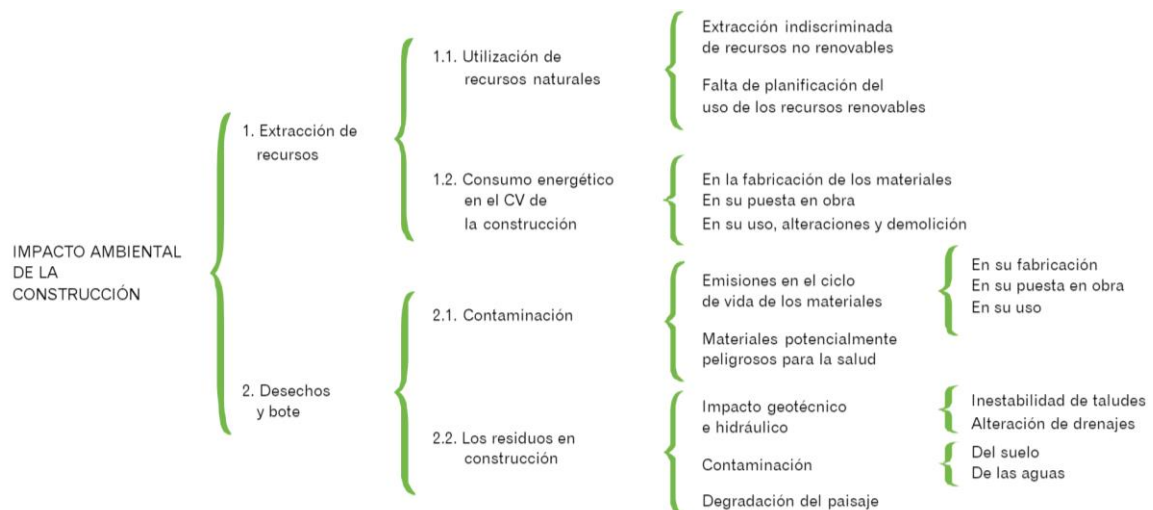 IMPACTO AMBIENTAL
DE LA
CONSTRUCCIÓN
1. Extracción de
recursos
1.1. Utilización de
recursos naturales
Extracción indiscriminada
de recursos no renovables
Falta de planificación del
uso de los recursos renovables
1.2. Consumo energético
en el CV de
la construcción
En la fabricación de los materiales
En su puesta en obra
En su uso, alteraciones y demolición
2. Desechos
y bote
2.1. Contaminación
Emisiones en el ciclo
de vida de los materiales
En su fabricación
En su puesta en obra
En su uso
Materiales potencialmente
peligrosos para la salud
2.2. Los residuos en
construcción
Impacto geotécnico
e hidráulico
Inestabilidad de taludes
Alteración de drenajes
Contaminación
Del suelo
De las aguas
Degradación del paisaje